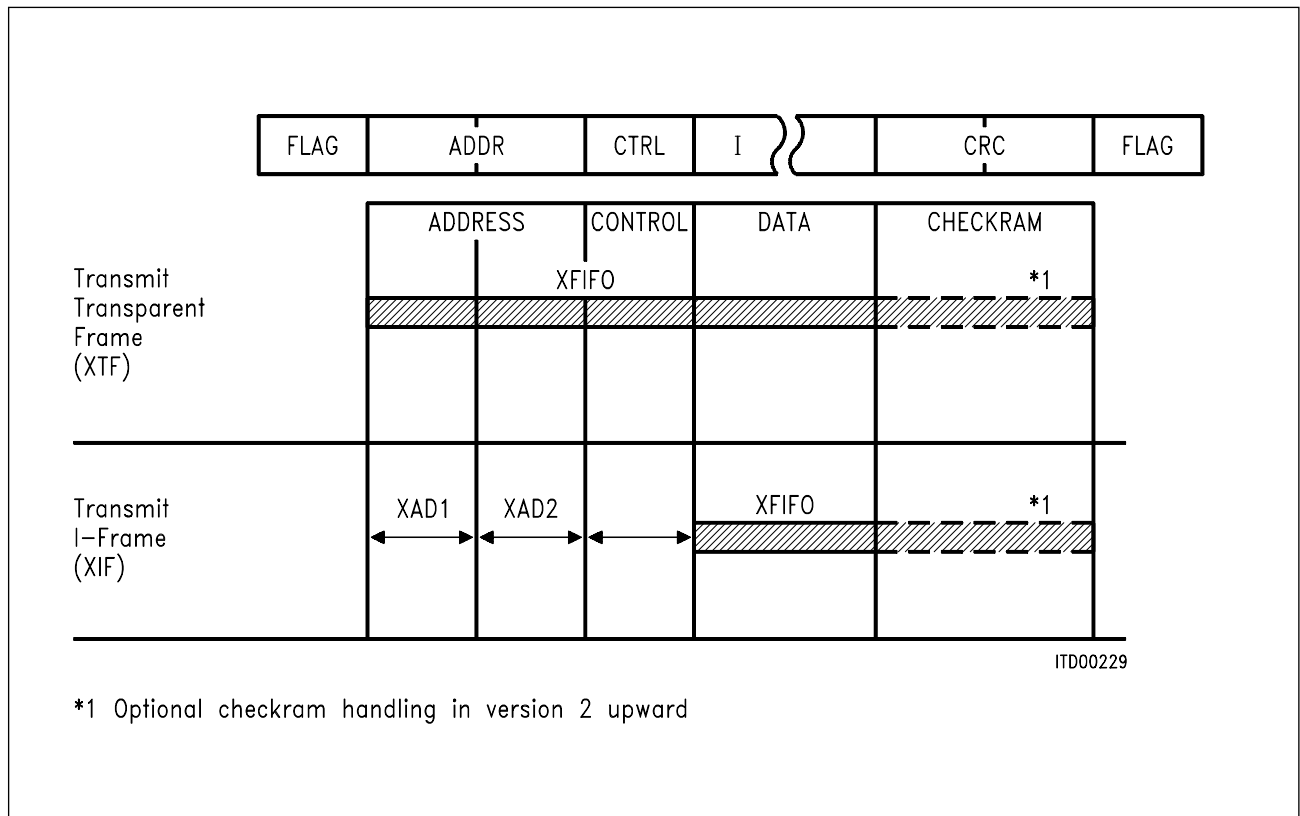 FLAG ADDR CTRL I CRC FLAG
ADDRESS CONTROL DATA CHECKRAM
Transmit
Transparent
Frame
(XTF)
XFIFO *1
Transmit
I-Frame
(XIF)
XAD1 XAD2 XFIFO *1
ITD00229
*1 Optional checkram handling in version 2 upward